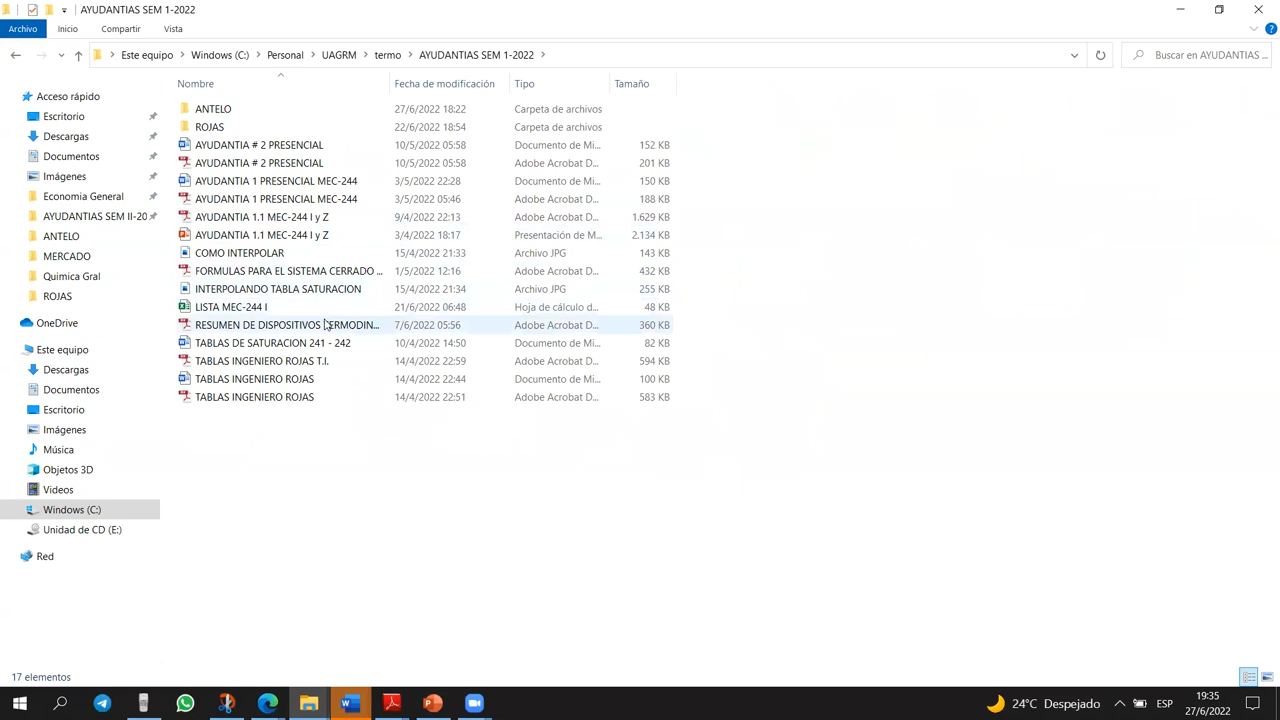 AYUDANTIAS SEM 1-2022
Archivo Inicio Compartir Vista
Este equipo Windows (C:) Personal UAGRM termo AYUDANTIAS SEM 1-2022
Buscar en AYUDANTIAS ...
Nombre Fecha de modificación Tipo Tamaño
Acceso rápido
Escritorio
Descargas
Documentos
Imágenes
Economia General
AYUDANTIAS SEM II-20
ANTELO
MERCADO
Quimica Gral
ROJAS
OneDrive
Este equipo
Descargas
Documentos
Escritorio
Imágenes
Música
Objetos 3D
Videos
Windows (C:)
Unidad de CD (E:)
Red
ANTELO 27/6/2022 18:22 Carpeta de archivos
ROJAS 22/6/2022 18:54 Carpeta de archivos
AYUDANTIA # 2 PRESENCIAL 10/5/2022 05:58 Documento de Mi... 152 KB
AYUDANTIA # 2 PRESENCIAL 10/5/2022 05:58 Adobe Acrobat D... 201 KB
AYUDANTIA 1 PRESENCIAL MEC-244 3/5/2022 22:28 Documento de Mi... 150 KB
AYUDANTIA 1 PRESENCIAL MEC-244 3/5/2022 05:46 Adobe Acrobat D... 188 KB
AYUDANTIA 1.1 MEC-244 I y Z 9/4/2022 22:13 Adobe Acrobat D... 1.629 KB
AYUDANTIA 1.1 MEC-244 I y Z 3/4/2022 18:17 Presentación de M... 2.134 KB
COMO INTERPOLAR 15/4/2022 21:33 Archivo JPG 143 KB
FORMULAS PARA EL SISTEMA CERRADO ... 1/5/2022 12:16 Adobe Acrobat D... 432 KB
INTERPOLANDO TABLA SATURACION 15/4/2022 21:34 Archivo JPG 255 KB
LISTA MEC-244 I 21/6/2022 06:48 Hoja de cálculo d... 48 KB
RESUMEN DE DISPOSITIVOS TERMODIN... 7/6/2022 05:56 Adobe Acrobat D... 360 KB
TABLAS DE SATURACION 241 - 242 10/4/2022 14:50 Documento de Mi... 82 KB
TABLAS INGENIERO ROJAS T.I. 14/4/2022 22:59 Adobe Acrobat D... 594 KB
TABLAS INGENIERO ROJAS 14/4/2022 22:44 Documento de Mi... 100 KB
TABLAS INGENIERO ROJAS 14/4/2022 22:51 Adobe Acrobat D... 583 KB
17 elementos
24°C Despejado ESP 19:35
27/6/2022